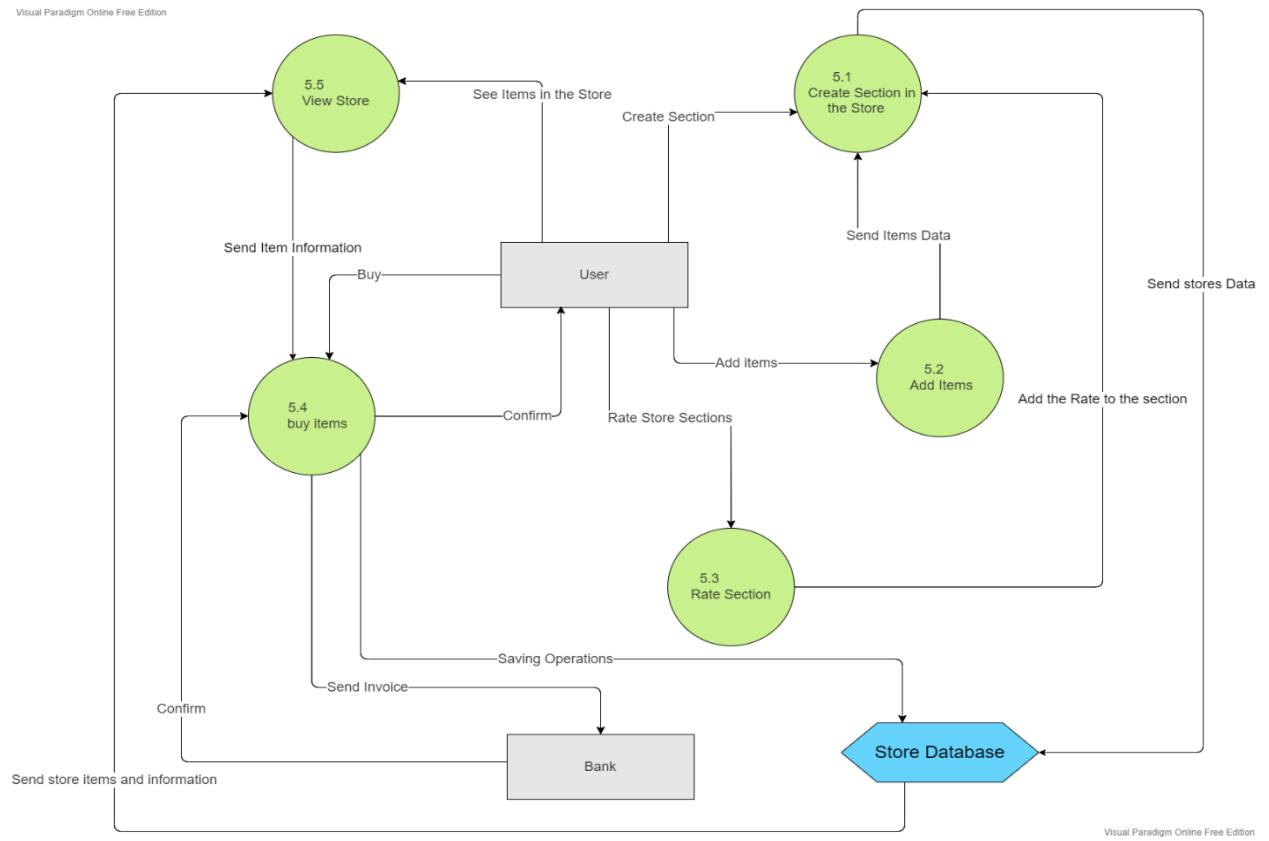 Visual Paradigm Online Free Edition
5.5
View Store
See Items in the Store
5.1
Create Section in
the Store
Create Section
Send Item Information
Send Items Data
User
Buy
Send stores Data
Add items
5.2
Add Items
Add the Rate to the section
5.4
buy items
Confirm
Rate Store Sections
5.3
Rate Section
Saving Operations
Send Invoice
Confirm
Bank
Store Database
Send store items and information
Visual Paradigm Online Free Edition